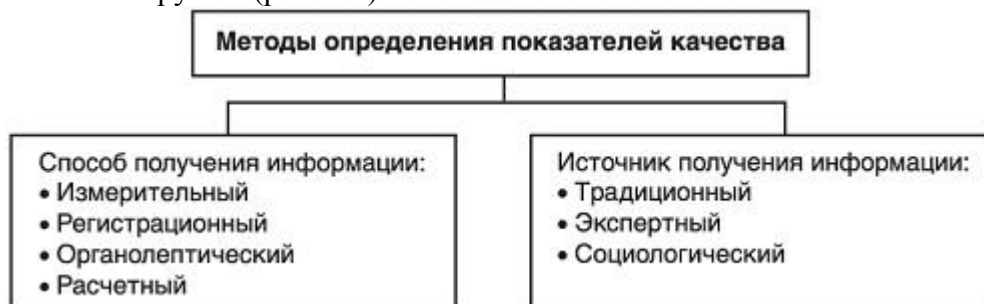 Методы определения показателей качества
Способ получения информации:
• Измерительный
• Регистрационный
• Органолептический
• Расчетный
Источник получения информации:
• Традиционный
• Экспертный
• Социологический